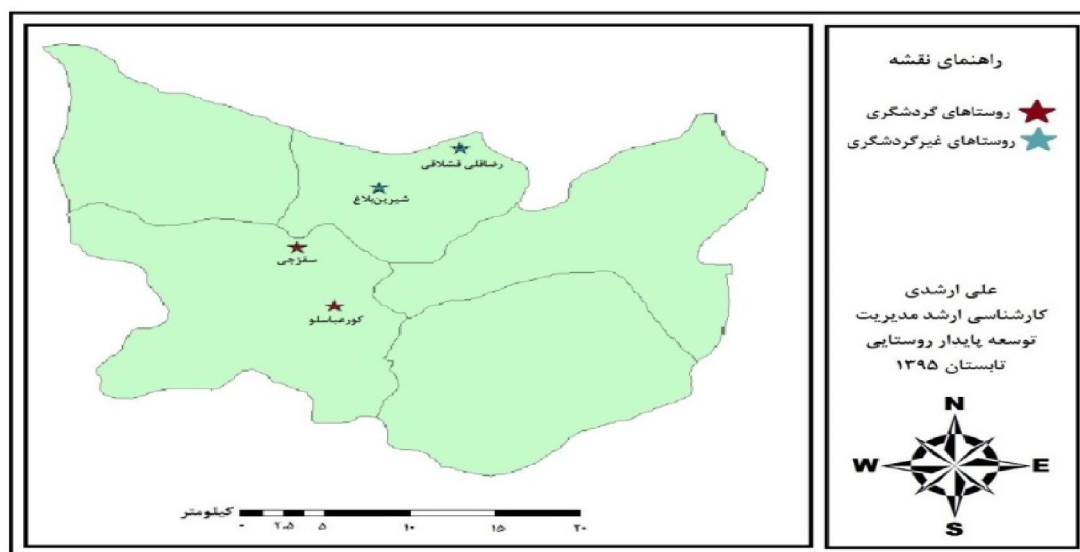 راهنمای نقشه
روستاهای گردشگری
روستاهای غیرگردشگری
رضاقلی قشلاقی
شیرین‌بلاغ
سقزچی
کورعباسلو
علی ارشدی
کارشناسی ارشد مدیریت
توسعه پایدار روستایی
تابستان ۱۳۹۵
N
W E
S
کیلومتر
۰ ۲.۵ ۵ ۱۰ ۱۵ ۲۰